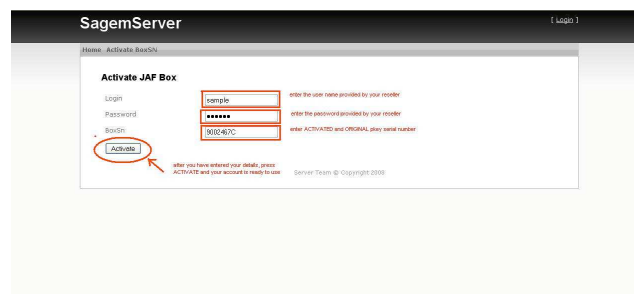 SagemServer
[ Login ]
Home Activate BoxSN
Activate JAF Box
Login
sample
enter the user name provided by your reseller
Password
••••••
enter the password provided by your reseller
BoxSn
9002467C
enter ACTIVATED and ORIGINAL pkey serial number
Activate
after you have entered your details, press
ACTIVATE and your account is ready to use
Server Team @ Copyright 2008